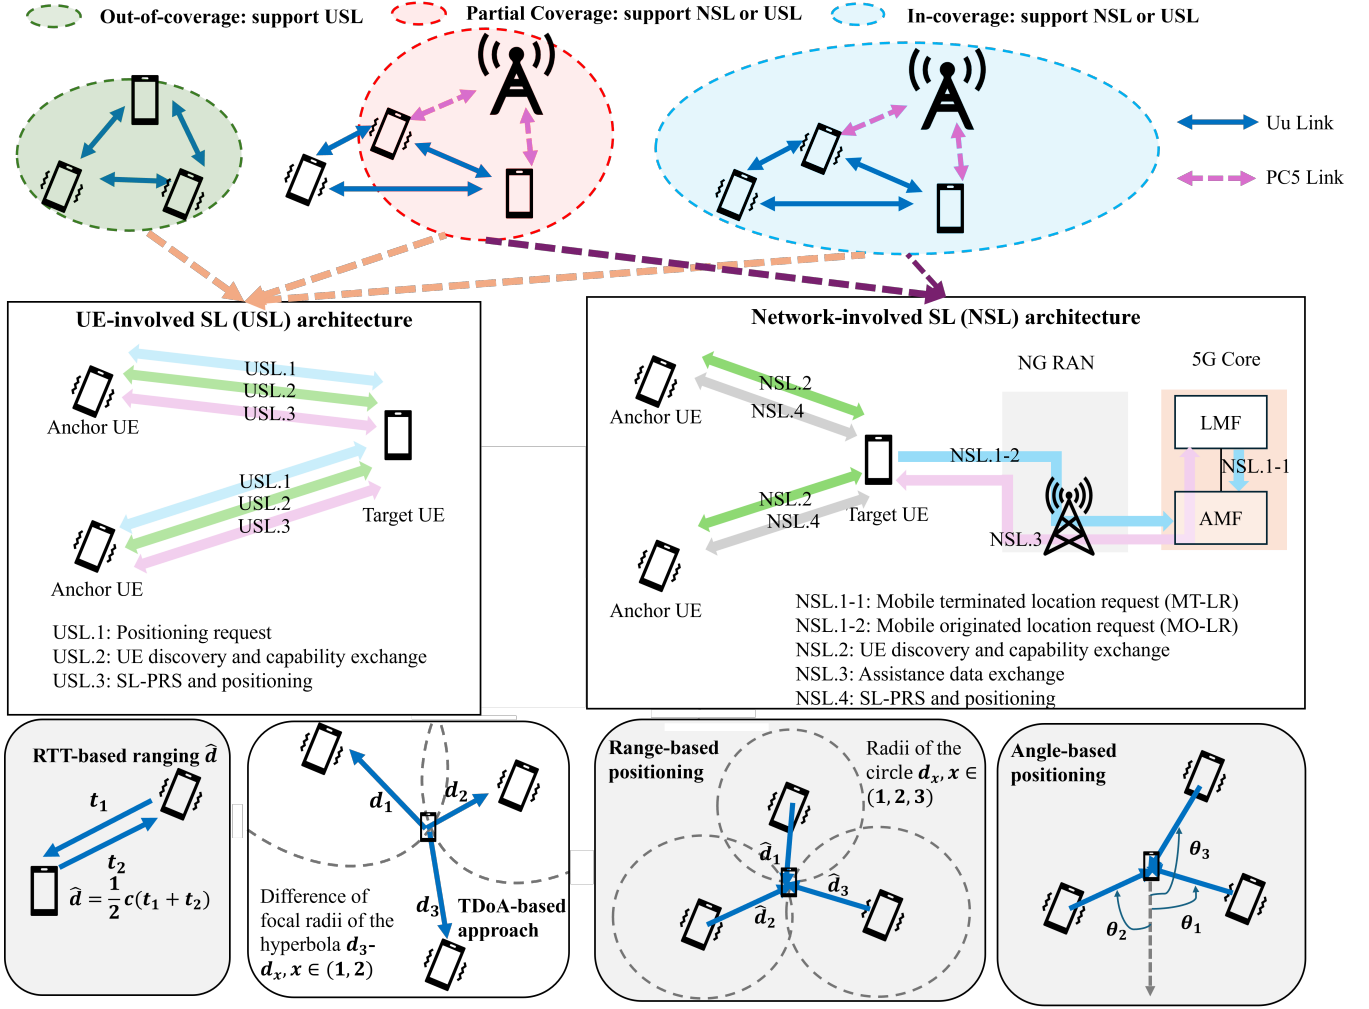 Out-of-coverage: support USL
Partial Coverage: support NSL or USL
In-coverage: support NSL or USL
Uu Link
PC5 Link
UE-involved SL (USL) architecture
USL.1
USL.2
USL.3
Anchor UE
USL.1
USL.2
USL.3
Target UE
Anchor UE
USL.1: Positioning request
USL.2: UE discovery and capability exchange
USL.3: SL-PRS and positioning
Network-involved SL (NSL) architecture
NG RAN
5G Core
NSL.2
NSL.4
Anchor UE
LMF
NSL.1-2
NSL.1-1
NSL.2
NSL.4
Target UE
AMF
NSL.3
Anchor UE
NSL.1-1: Mobile terminated location request (MT-LR)
NSL.1-2: Mobile originated location request (MO-LR)
NSL.2: UE discovery and capability exchange
NSL.3: Assistance data exchange
NSL.4: SL-PRS and positioning
RTT-based ranging d̂
t₁
t₂
d̂ = 1/2 c(t₁ + t₂)
d₁
d₂
d₃
Difference of
focal radii of the
hyperbola d₃-
dₓ, x ∈ (1, 2)
TDoA-based
approach
Range-based
positioning
Radii of the
circle dₓ, x ∈
(1, 2, 3)
d̂₁
d̂₂
d̂₃
Angle-based
positioning
θ₃
θ₂
θ₁